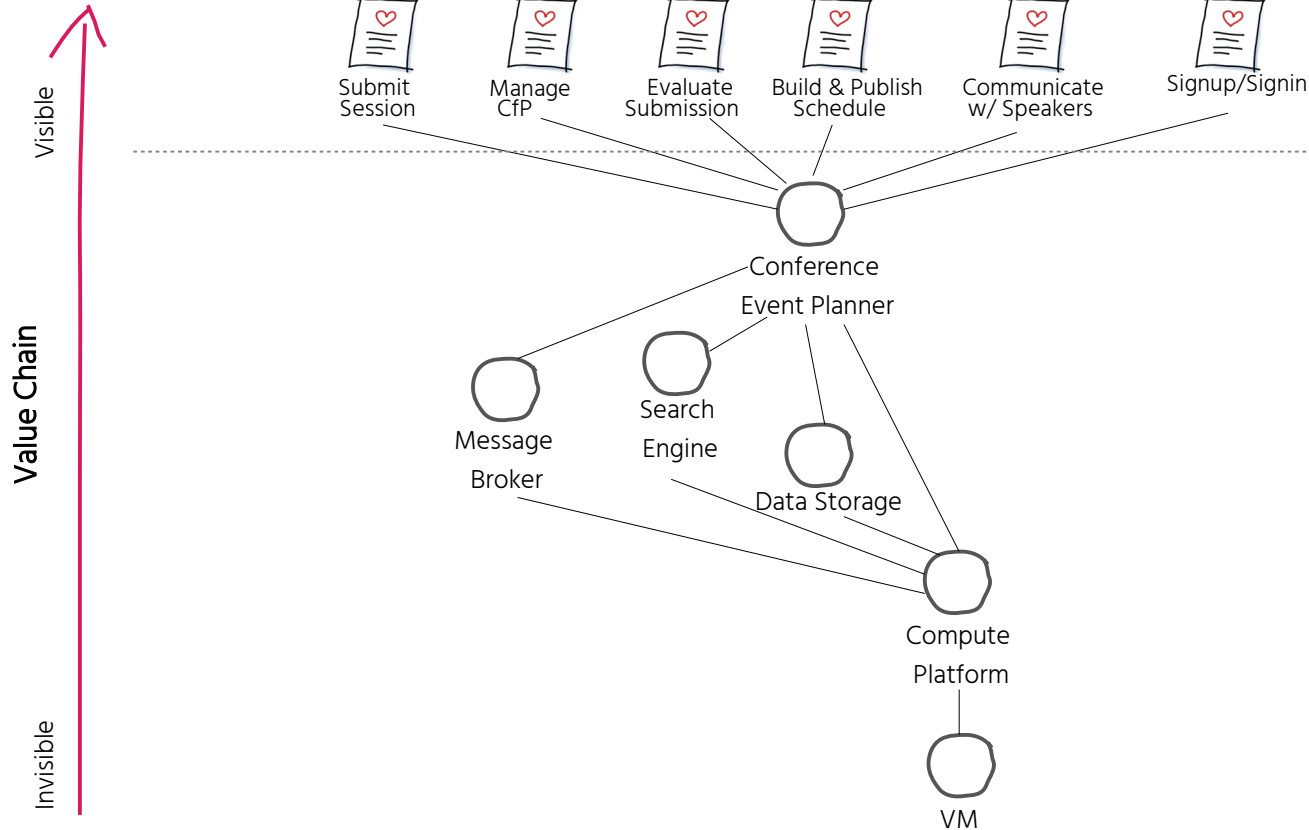 Submit
Session
Manage
CfP
Evaluate
Submission
Build & Publish
Schedule
Communicate
w/ Speakers
Signup/Signin
Visible
Conference
Event Planner
Value Chain
Search
Engine
Message
Broker
Data Storage
Compute
Platform
Invisible
VM